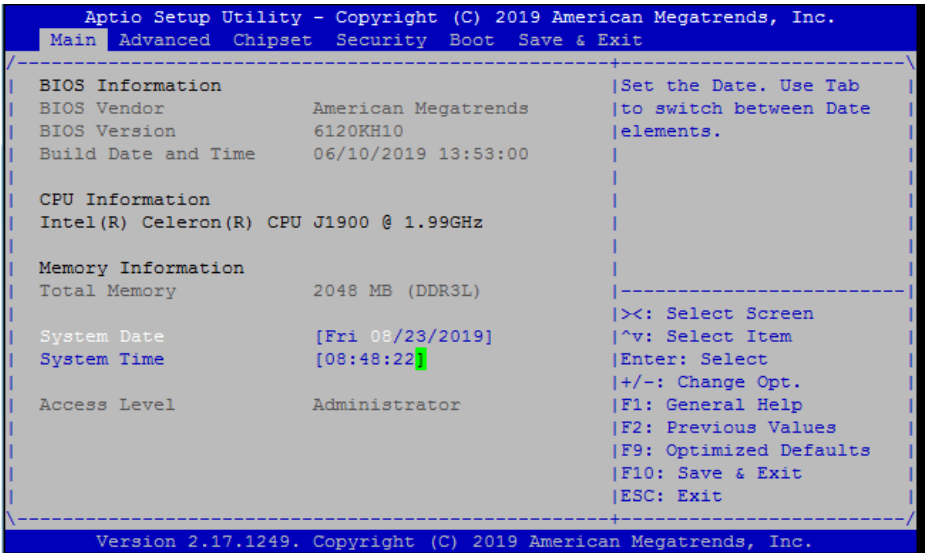 Aptio Setup Utility - Copyright (C) 2019 American Megatrends, Inc.
Main Advanced Chipset Security Boot Save & Exit
/----------------------------------------------------+-------------------------\
| BIOS Information |Set the Date. Use Tab |
| BIOS Vendor American Megatrends |to switch between Date |
| BIOS Version 6120KH10 |elements. |
| Build Date and Time 06/10/2019 13:53:00 | |
| | |
| CPU Information | |
| Intel(R) Celeron(R) CPU J1900 @ 1.99GHz | |
| | |
| Memory Information | |
| Total Memory 2048 MB (DDR3L) |-------------------------|
| |><: Select Screen |
| System Date [Fri 08/23/2019] |^v: Select Item |
| System Time [08:48:22] |Enter: Select |
| |+/-: Change Opt. |
| Access Level Administrator |F1: General Help |
| |F2: Previous Values |
| |F9: Optimized Defaults |
| |F10: Save & Exit |
| |ESC: Exit |
\----------------------------------------------------+-------------------------/
Version 2.17.1249. Copyright (C) 2019 American Megatrends, Inc.